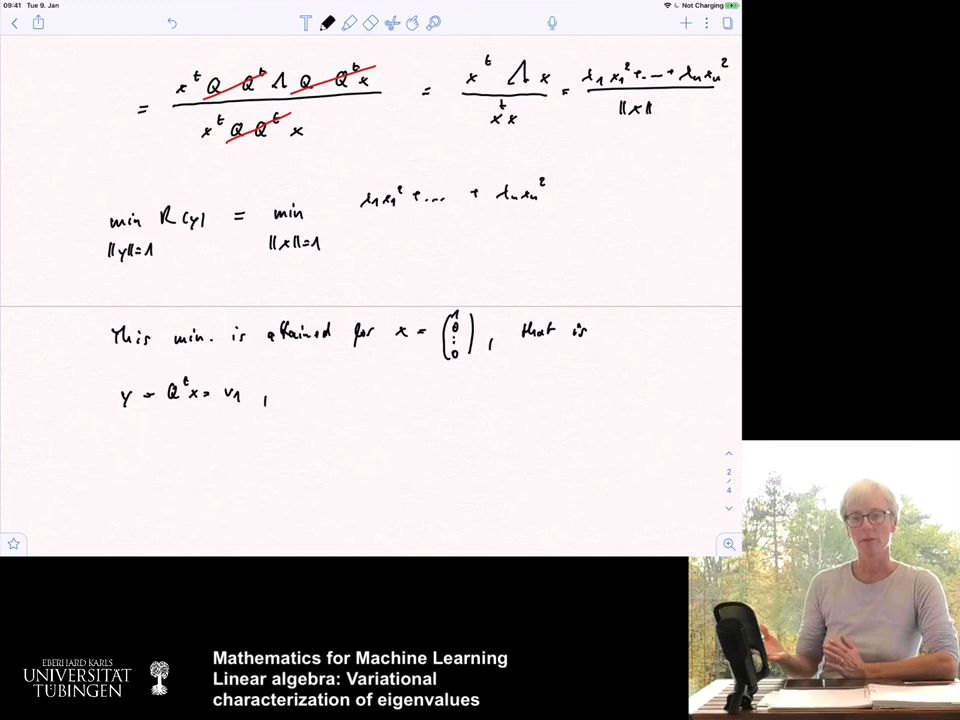 09:41 Tue 9. Jan
Not Charging
T
= x^t Q Q^t Λ Q Q^t x / x^t Q Q^t x = x^t Λ x / x^t x = λ1 x1² + ... + λn xn² / ||x||
min R(y) = min λ1 x1² + ... + λn xn²
||y||=1 ||x||=1
This min. is attained for x = (1 0 ⋮ 0), that is
y = Q^t x = v1 ,
2 / 4
EBERHARD KARLS
UNIVERSITÄT
TÜBINGEN
Mathematics for Machine Learning
Linear algebra: Variational
characterization of eigenvalues